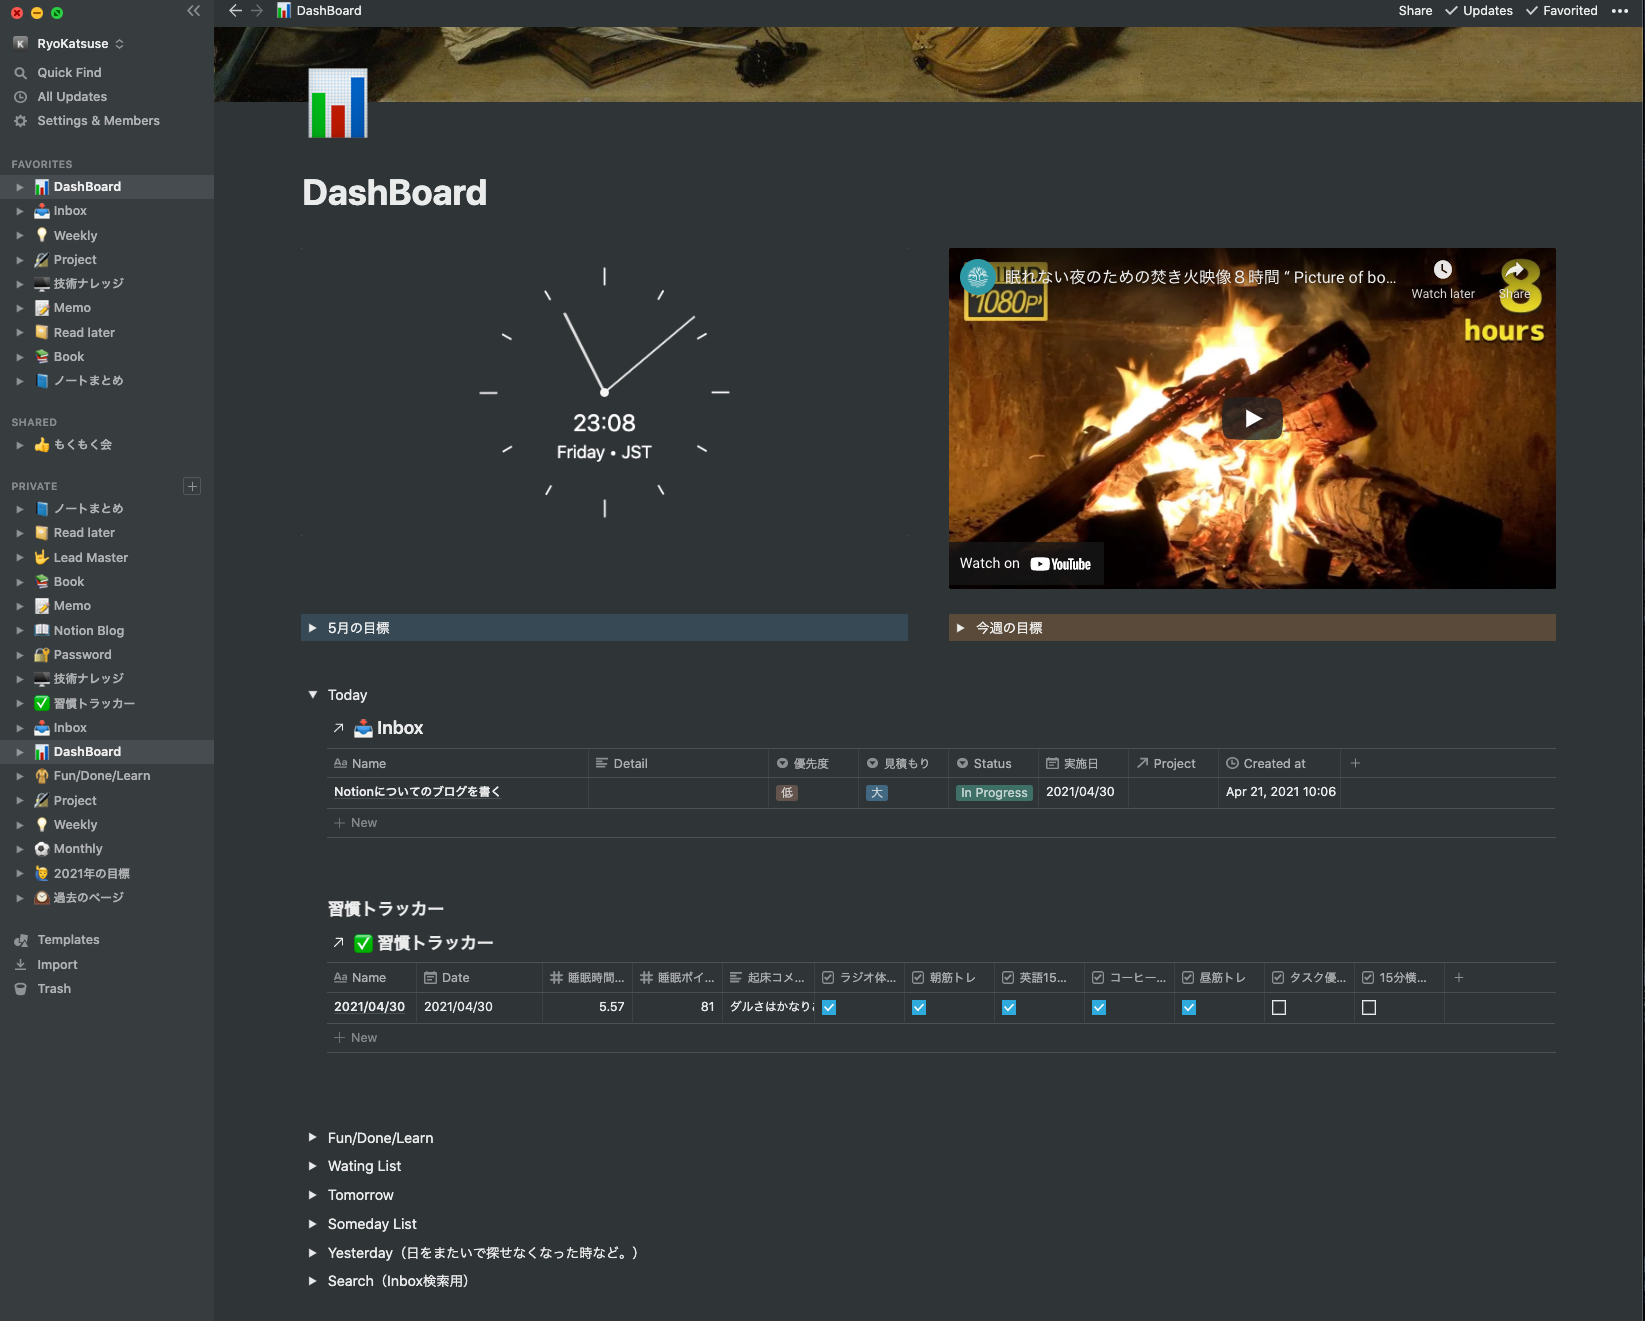 DashBoard
Share
Updates
Favorited
K
RyoKatsuse
Quick Find
All Updates
Settings & Members
FAVORITES
DashBoard
Inbox
Weekly
Project
技術ナレッジ
Memo
Read later
Book
ノートまとめ
SHARED
もくもく会
PRIVATE
ノートまとめ
Read later
Lead Master
Book
Memo
Notion Blog
Password
技術ナレッジ
習慣トラッカー
Inbox
DashBoard
Fun/Done/Learn
Project
Weekly
Monthly
2021年の目標
過去のページ
Templates
Import
Trash
DashBoard
23:08
Friday • JST
眠れない夜のための焚き火映像８時間 “ Picture of bo...
Watch later
Share
1080P
8
hours
Watch on YouTube
5月の目標
今週の目標
Today
Inbox
Aa Name Detail 優先度 見積もり Status 実施日 Project Created at
Notionについてのブログを書く 低 大 In Progress 2021/04/30 Apr 21, 2021 10:06
New
習慣トラッカー
習慣トラッカー
Aa Name Date 睡眠時間... 睡眠ポイ... 起床コメ... ラジオ体... 朝筋トレ 英語15... コーヒー... 昼筋トレ タスク優... 15分横...
2021/04/30 2021/04/30 5.57 81 ダルさはかなり
New
Fun/Done/Learn
Wating List
Tomorrow
Someday List
Yesterday（日をまたいで探せなくなった時など。）
Search（Inbox検索用）